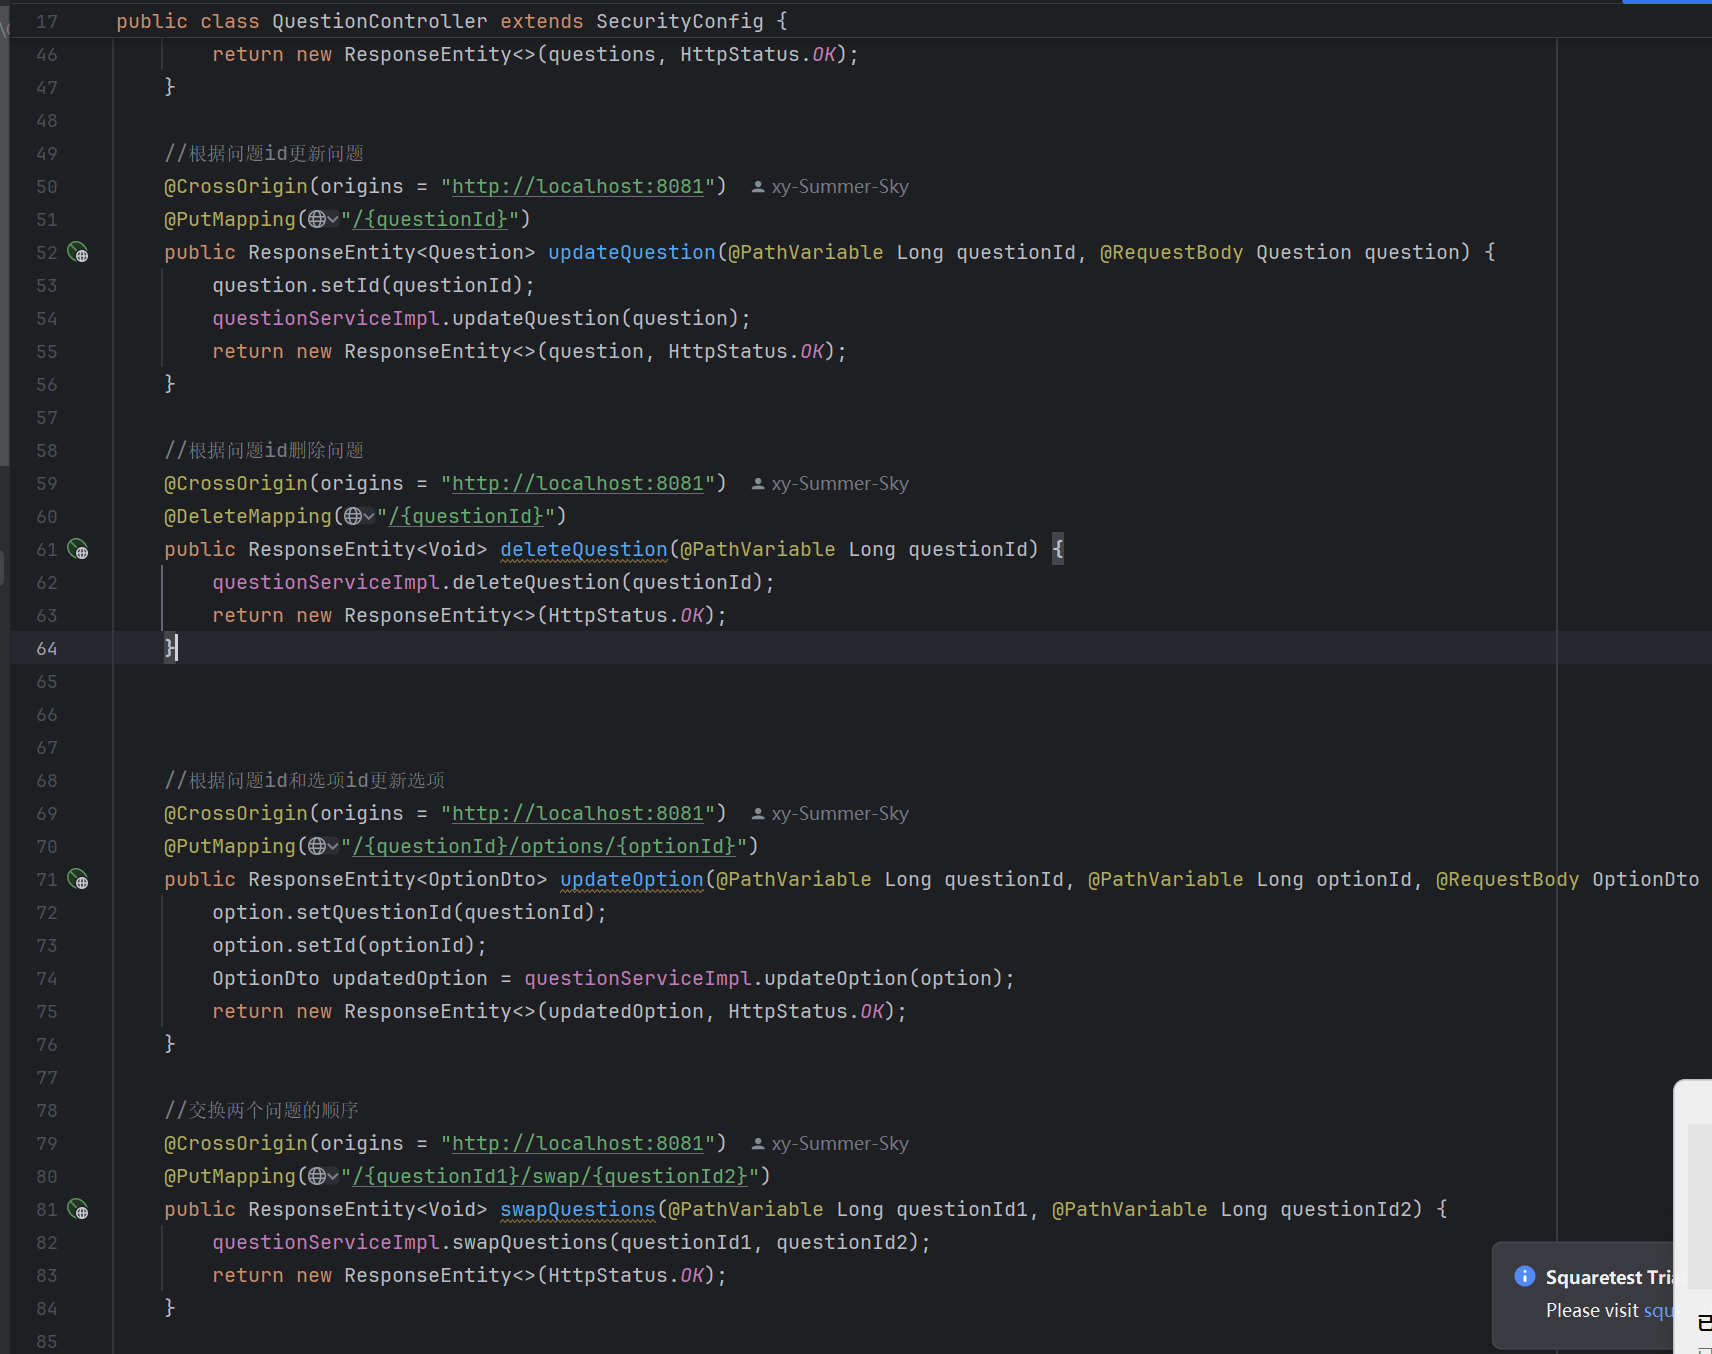 17 public class QuestionController extends SecurityConfig {
46 return new ResponseEntity<>(questions, HttpStatus.OK);
47 }
48
49 //根据问题id更新问题
50 @CrossOrigin(origins = "http://localhost:8081") xy-Summer-Sky
51 @PutMapping("/{questionId}")
52 public ResponseEntity<Question> updateQuestion(@PathVariable Long questionId, @RequestBody Question question) {
53 question.setId(questionId);
54 questionServiceImpl.updateQuestion(question);
55 return new ResponseEntity<>(question, HttpStatus.OK);
56 }
57
58 //根据问题id删除问题
59 @CrossOrigin(origins = "http://localhost:8081") xy-Summer-Sky
60 @DeleteMapping("/{questionId}")
61 public ResponseEntity<Void> deleteQuestion(@PathVariable Long questionId) {
62 questionServiceImpl.deleteQuestion(questionId);
63 return new ResponseEntity<>(HttpStatus.OK);
64 }
65
66
67
68 //根据问题id和选项id更新选项
69 @CrossOrigin(origins = "http://localhost:8081") xy-Summer-Sky
70 @PutMapping("/{questionId}/options/{optionId}")
71 public ResponseEntity<OptionDto> updateOption(@PathVariable Long questionId, @PathVariable Long optionId, @RequestBody OptionDto
72 option.setQuestionId(questionId);
73 option.setId(optionId);
74 OptionDto updatedOption = questionServiceImpl.updateOption(option);
75 return new ResponseEntity<>(updatedOption, HttpStatus.OK);
76 }
77
78 //交换两个问题的顺序
79 @CrossOrigin(origins = "http://localhost:8081") xy-Summer-Sky
80 @PutMapping("/{questionId1}/swap/{questionId2}")
81 public ResponseEntity<Void> swapQuestions(@PathVariable Long questionId1, @PathVariable Long questionId2) {
82 questionServiceImpl.swapQuestions(questionId1, questionId2);
83 return new ResponseEntity<>(HttpStatus.OK);
84 }
85
Squaretest Tri
Please visit squ